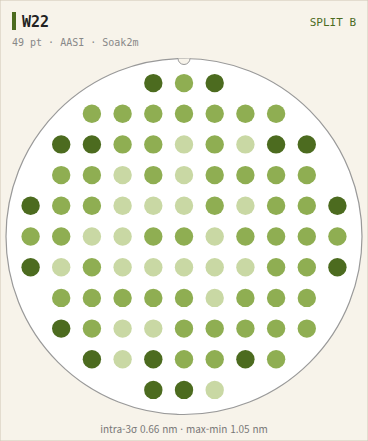 W22
SPLIT B
49 pt · AASI · Soak2m
intra-3σ 0.66 nm · max-min 1.05 nm